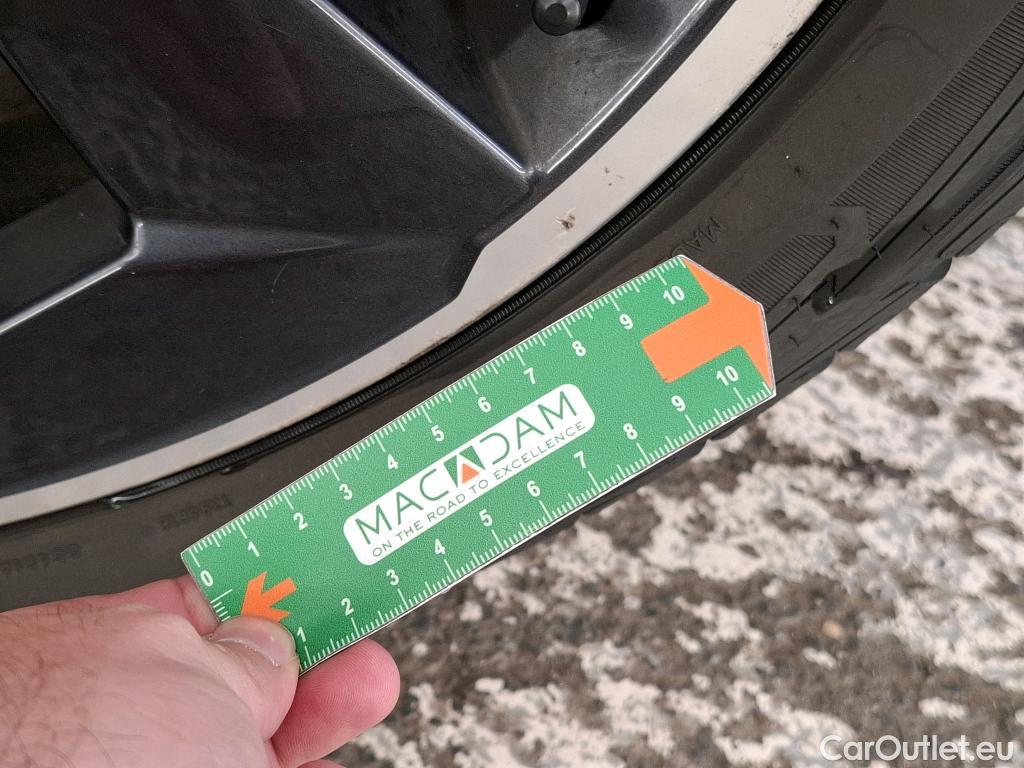 MA
0 1 2 3 4 5 6 7 8 9 10
MACADAM
ON THE ROAD TO EXCELLENCE
1 2 3 4 5 6 7 8 9 10
CarOutlet.eu